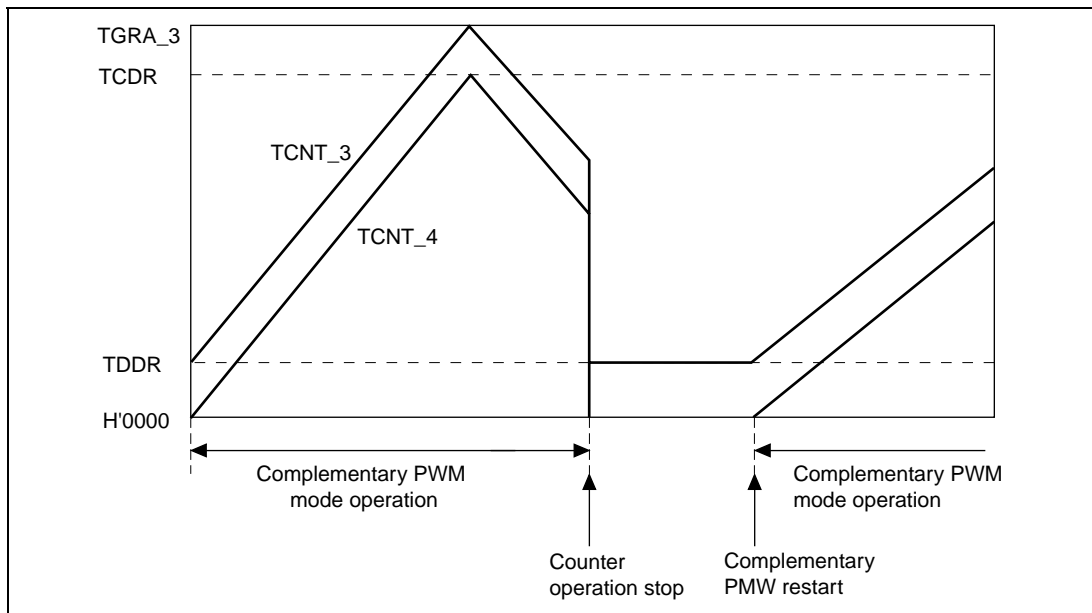 TGRA_3
TCDR
TCNT_3
TCNT_4
TDDR
H'0000
Complementary PWM
mode operation
Complementary PWM
mode operation
Counter
operation stop
Complementary
PMW restart